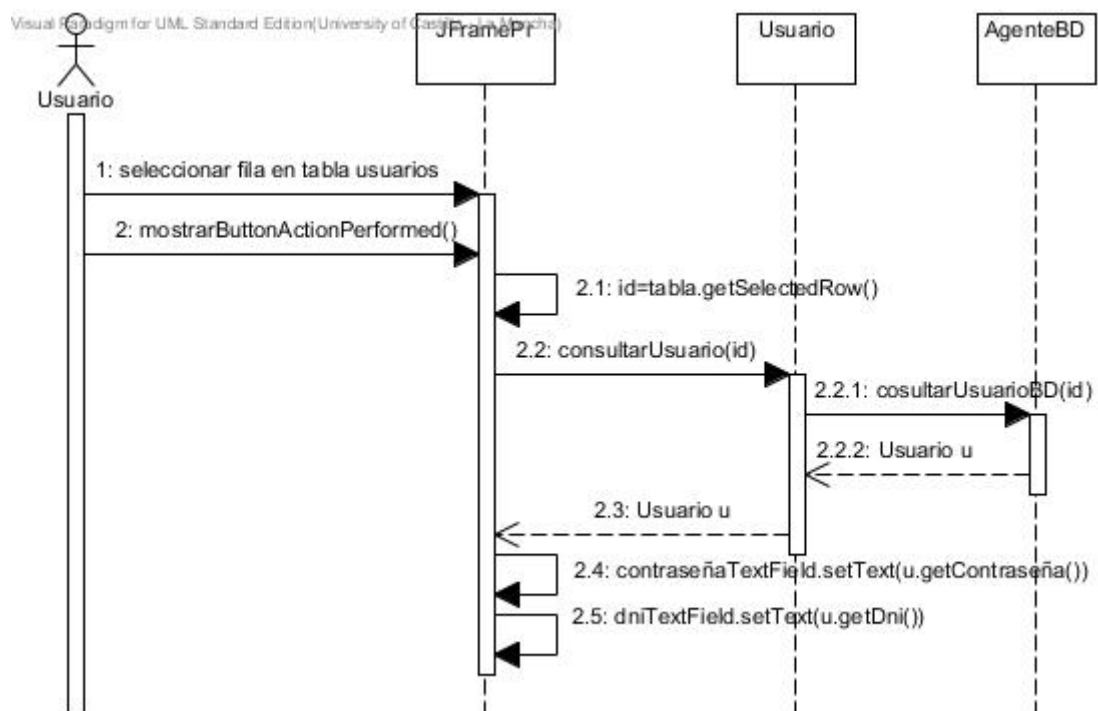 Visual Paradigm for UML Standard Edition(University of Castilla - La Mancha)
Usuario
JFramePr
Usuario
AgenteBD
1: seleccionar fila en tabla usuarios
2: mostrarButtonActionPerformed()
2.1: id=tabla.getSelectedRow()
2.2: consultarUsuario(id)
2.2.1: cosultarUsuarioBD(id)
2.2.2: Usuario u
2.3: Usuario u
2.4: contraseñaTextField.setText(u.getContraseña())
2.5: dniTextField.setText(u.getDni())